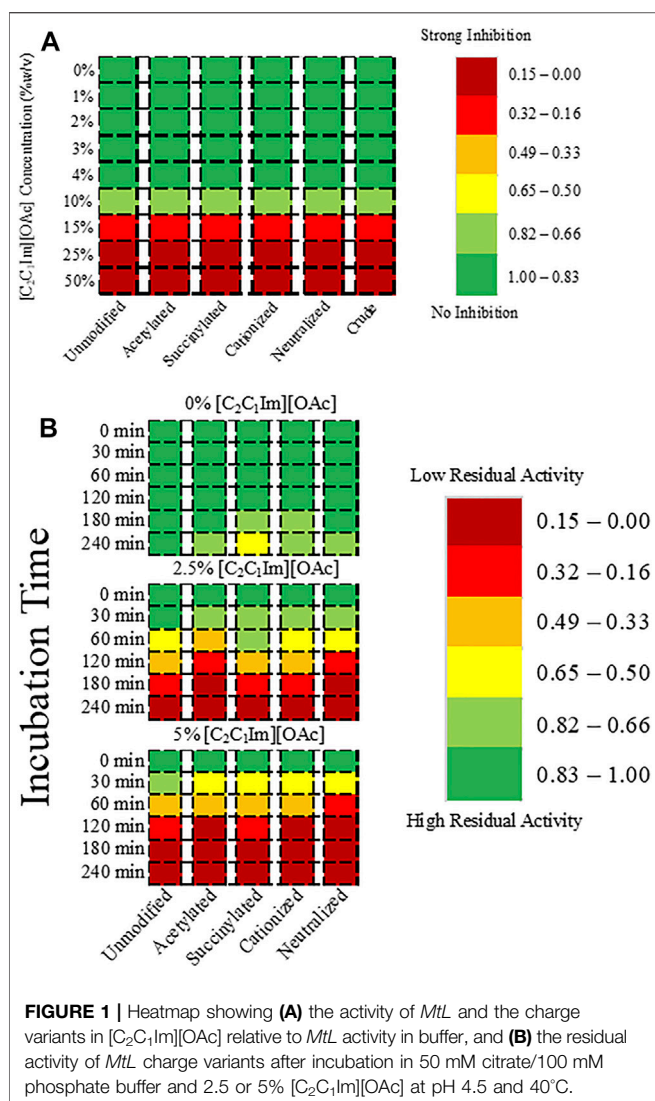 A
Strong Inhibition
[C₂C₁Im][OAc] Concentration (%w/v)
0%
1%
2%
3%
4%
10%
15%
25%
50%
Unmodified
Acetylated
Succinylated
Cationized
Neutralized
Crude
0.15 – 0.00
0.32 – 0.16
0.49 – 0.33
0.65 – 0.50
0.82 – 0.66
1.00 – 0.83
No Inhibition
B
Incubation Time
0% [C₂C₁Im][OAc]
0 min
30 min
60 min
120 min
180 min
240 min
2.5% [C₂C₁Im][OAc]
0 min
30 min
60 min
120 min
180 min
240 min
5% [C₂C₁Im][OAc]
0 min
30 min
60 min
120 min
180 min
240 min
Unmodified
Acetylated
Succinylated
Cationized
Neutralized
Low Residual Activity
0.15 – 0.00
0.32 – 0.16
0.49 – 0.33
0.65 – 0.50
0.82 – 0.66
0.83 – 1.00
High Residual Activity
FIGURE 1 | Heatmap showing (A) the activity of MtL and the charge
variants in [C₂C₁Im][OAc] relative to MtL activity in buffer, and (B) the residual
activity of MtL charge variants after incubation in 50 mM citrate/100 mM
phosphate buffer and 2.5 or 5% [C₂C₁Im][OAc] at pH 4.5 and 40°C.